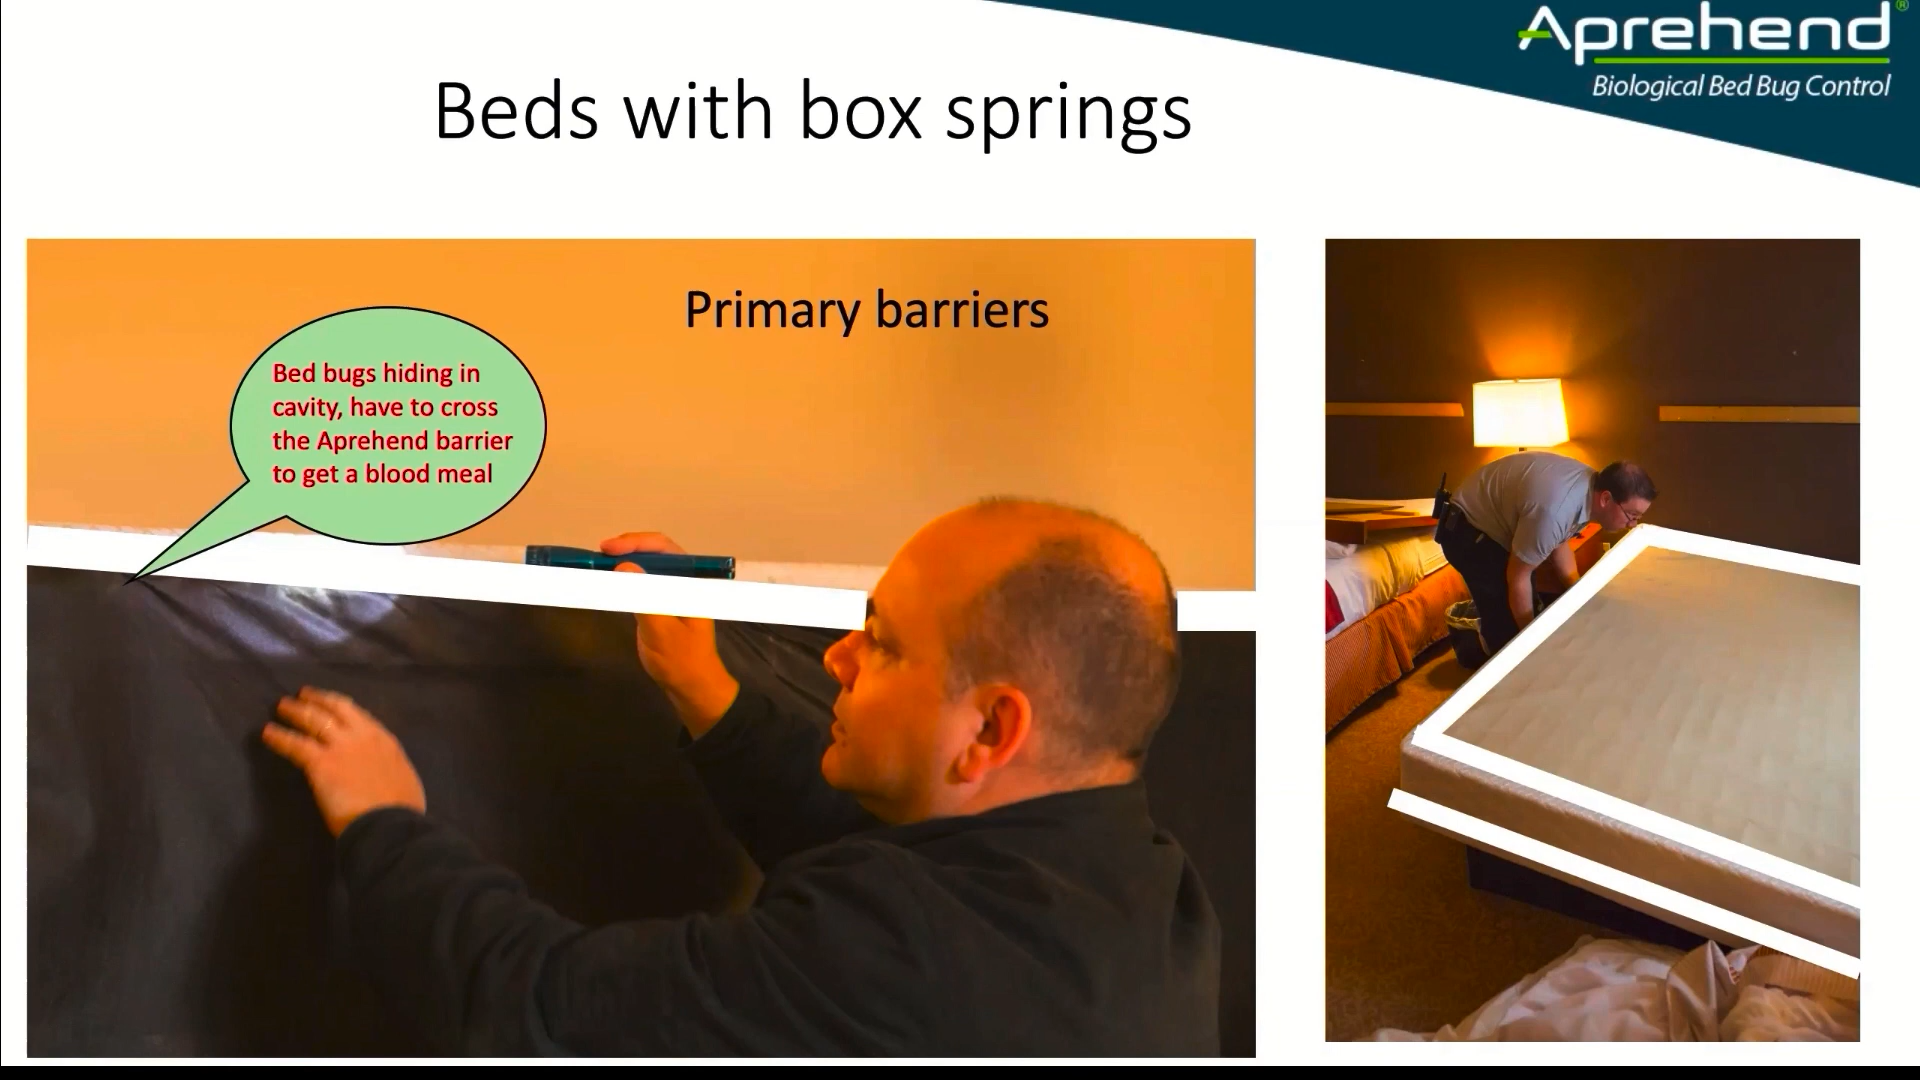 Aprehend®
Biological Bed Bug Control
Beds with box springs
Primary barriers
Bed bugs hiding in
cavity, have to cross
the Aprehend barrier
to get a blood meal